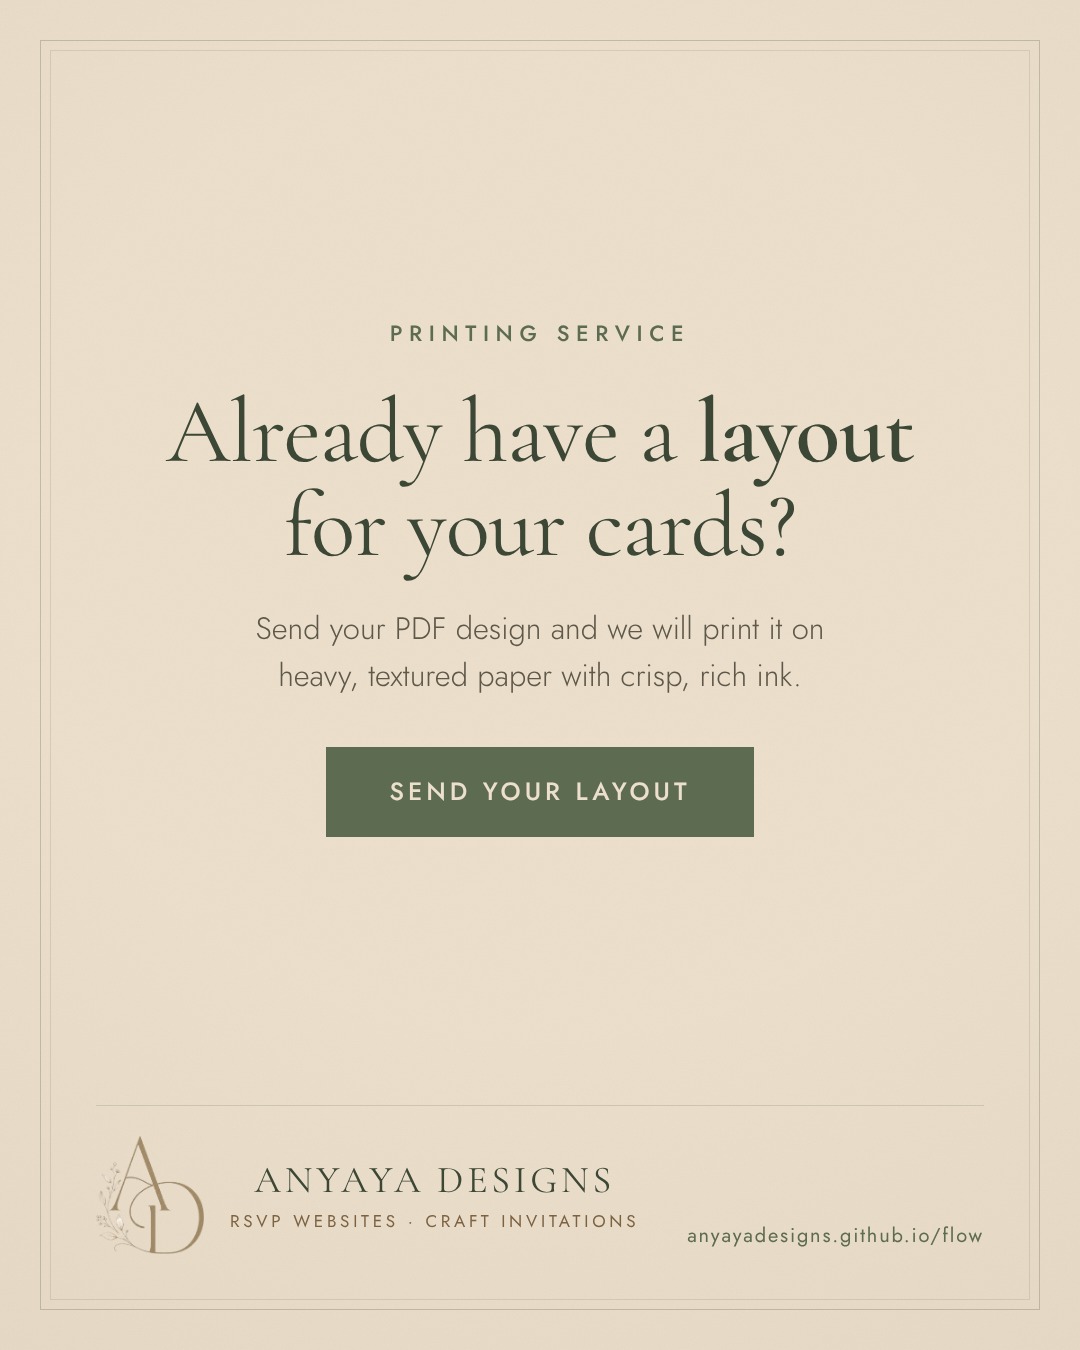 PRINTING SERVICE
Already have a layout
for your cards?
Send your PDF design and we will print it on
heavy, textured paper with crisp, rich ink.
SEND YOUR LAYOUT
AD
ANYAYA DESIGNS
RSVP WEBSITES · CRAFT INVITATIONS
anyayadesigns.github.io/flow